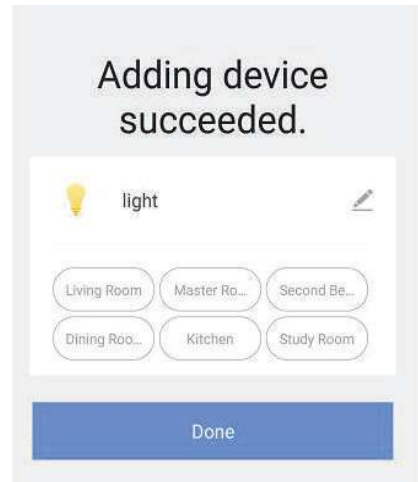 Adding device
succeeded.
light
Living Room Master Ro... Second Be...
Dining Roo... Kitchen Study Room
Done